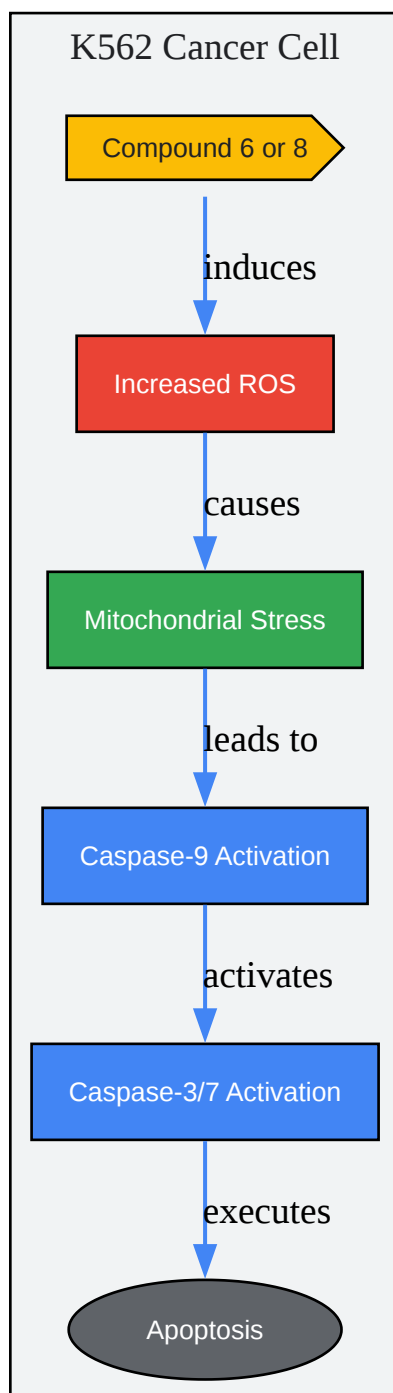 K562 Cancer Cell
Compound 6 or 8
induces
Increased ROS
causes
Mitochondrial Stress
leads to
Caspase-9 Activation
activates
Caspase-3/7 Activation
executes
Apoptosis